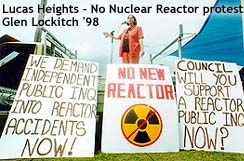 Lucas Heights - No Nuclear Reactor protest
Glen Lockitch '98
WE DEMAND
INDEPENDENT
PUBLIC INQ.
INTO REACTOR
ACCIDENTS
NOW!
NO NEW
REACTOR
COUNCIL
WILL YOU
SUPPORT
A REACTOR
PUBLIC INQ.
NOW?